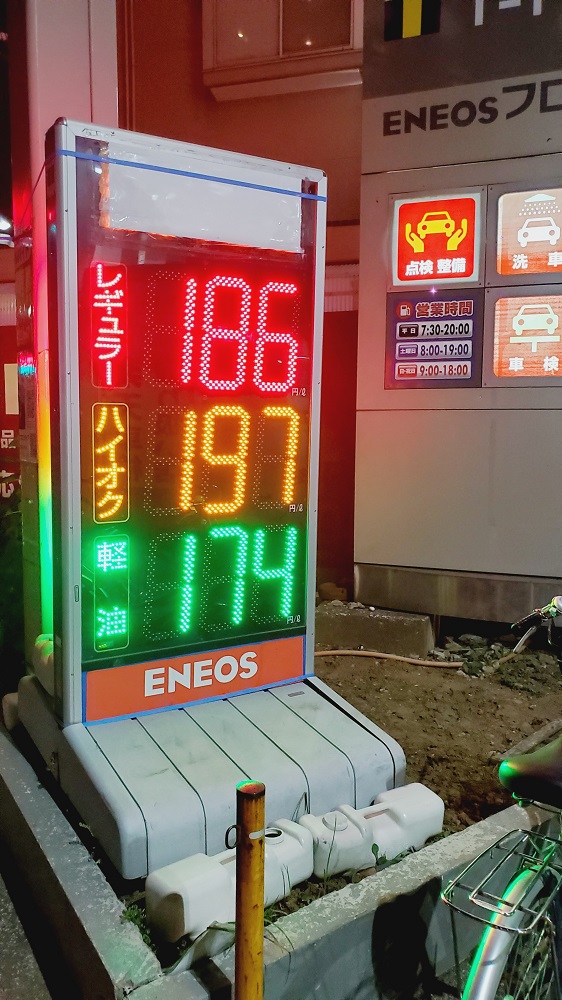 ENEOSフロ
点検 整備
洗 車
営業時間
平日 7:30-20:00
土曜日 8:00-19:00
日・祝日 9:00-18:00
車 検
レギュラー 186 円/ℓ
ハイオク 197 円/ℓ
軽油 174 円/ℓ
ENEOS
品